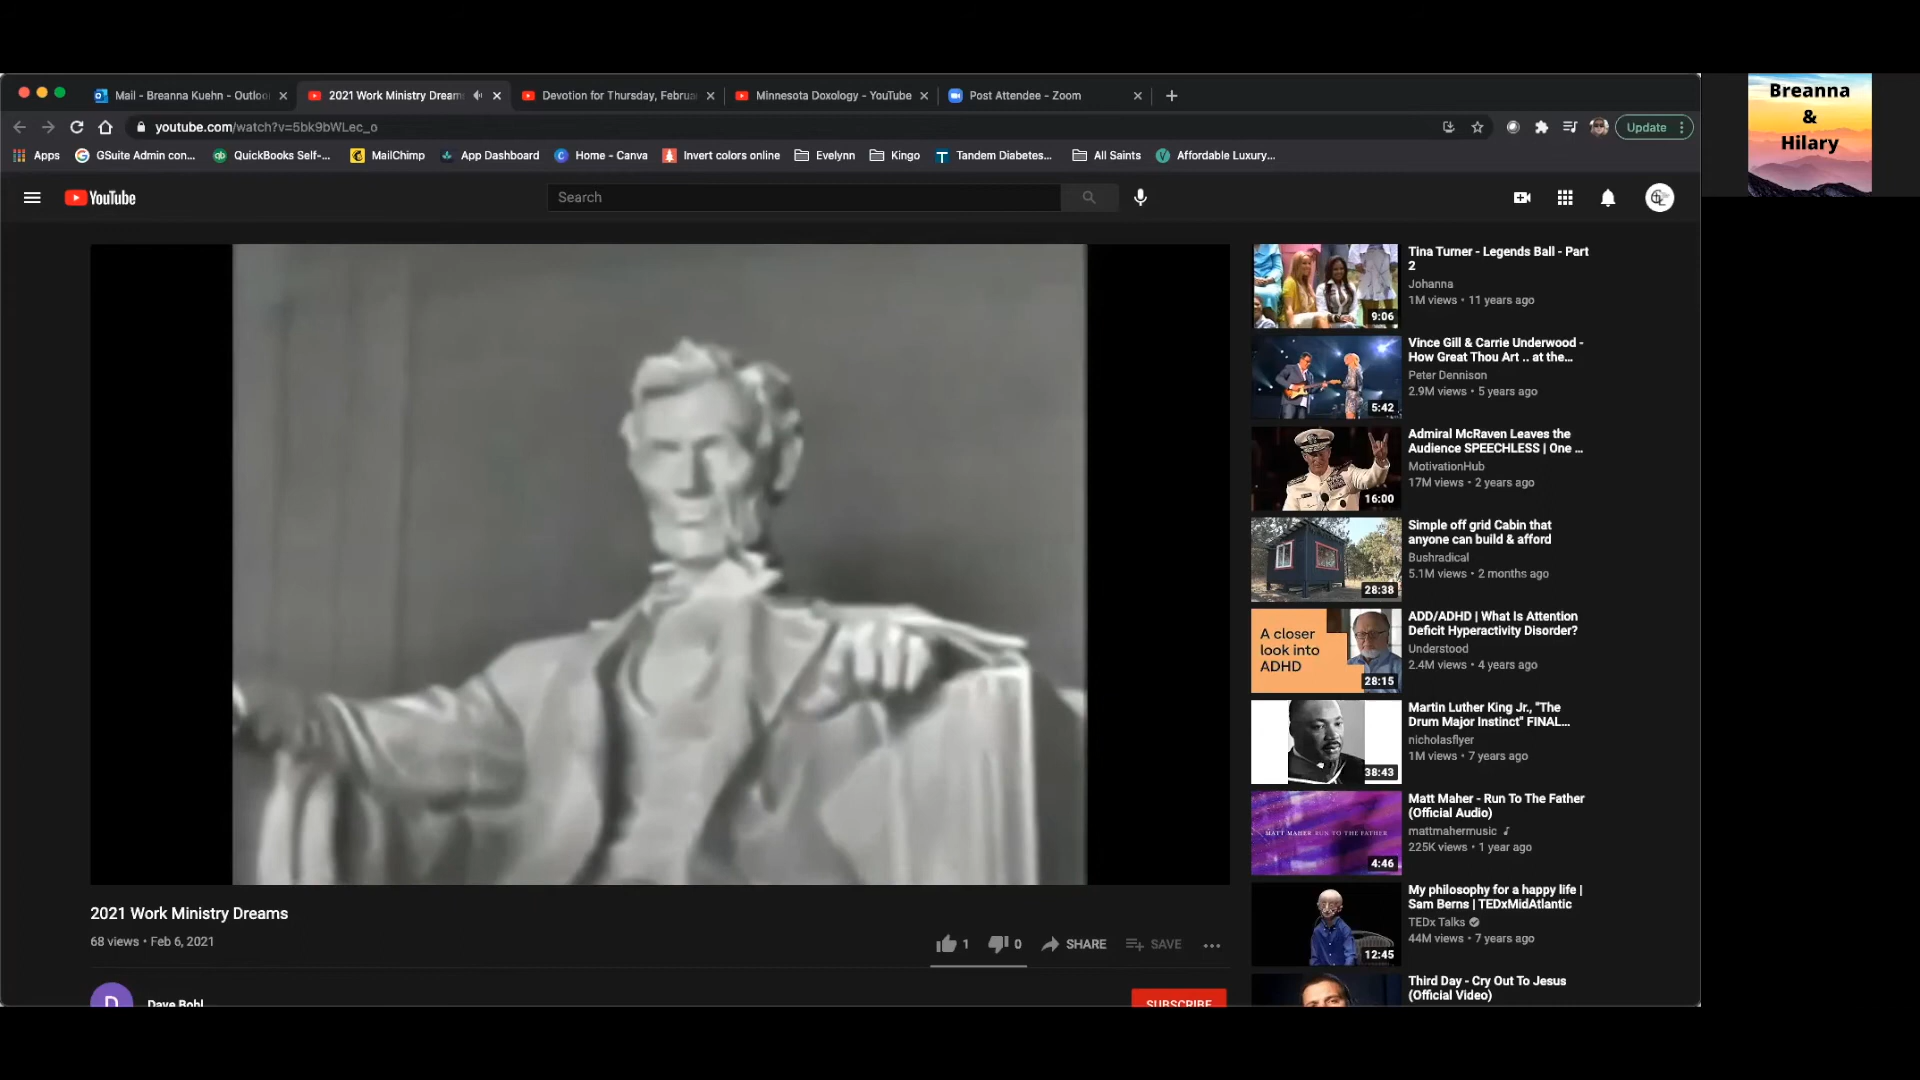 Mail - Breanna Kuehn - Outloo
2021 Work Ministry Dream
Devotion for Thursday, Februa
Minnesota Doxology - YouTube
Post Attendee - Zoom
youtube.com/watch?v=5bk9bWLec_o
Update
Apps
GSuite Admin con...
QuickBooks Self-...
MailChimp
App Dashboard
Home - Canva
Invert colors online
Evelynn
Kingo
Tandem Diabetes...
All Saints
Affordable Luxury...
Breanna
&
Hilary
YouTube
Search
Tina Turner - Legends Ball - Part
2
Johanna
1M views • 11 years ago
9:06
Vince Gill & Carrie Underwood -
How Great Thou Art .. at the...
Peter Dennison
2.9M views • 5 years ago
5:42
Admiral McRaven Leaves the
Audience SPEECHLESS | One ...
MotivationHub
17M views • 2 years ago
16:00
Simple off grid Cabin that
anyone can build & afford
Bushradical
5.1M views • 2 months ago
28:38
A closer
look into
ADHD
28:15
ADD/ADHD | What Is Attention
Deficit Hyperactivity Disorder?
Understood
2.4M views • 4 years ago
Martin Luther King Jr., "The
Drum Major Instinct" FINAL...
nicholasflyer
1M views • 7 years ago
38:43
MATT MAHER RUN TO THE FATHER
4:46
Matt Maher - Run To The Father
(Official Audio)
mattmahermusic
225K views • 1 year ago
My philosophy for a happy life |
Sam Berns | TEDxMidAtlantic
TEDx Talks
44M views • 7 years ago
12:45
Third Day - Cry Out To Jesus
(Official Video)
2021 Work Ministry Dreams
68 views • Feb 6, 2021
1
0
SHARE
SAVE
D
Dave Bohl
SUBSCRIBE